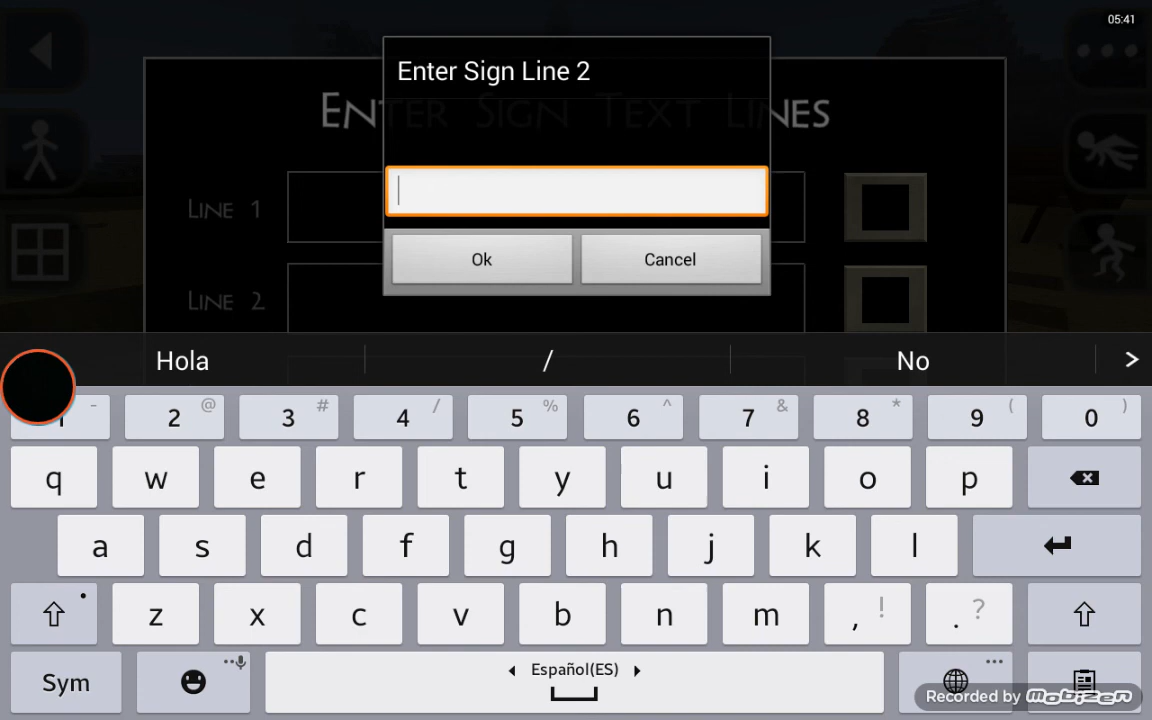 05:41
Enter Sign Line 2
Enter Sign Text Lines
Line 1
Ok Cancel
Line 2
Hola / No >
1 - 2 @ 3 # 4 / 5 % 6 ^ 7 & 8 * 9 ( 0 )
q w e r t y u i o p
a s d f g h j k l
z x c v b n m , ! . ?
Sym Español(ES)
Recorded by mobizen